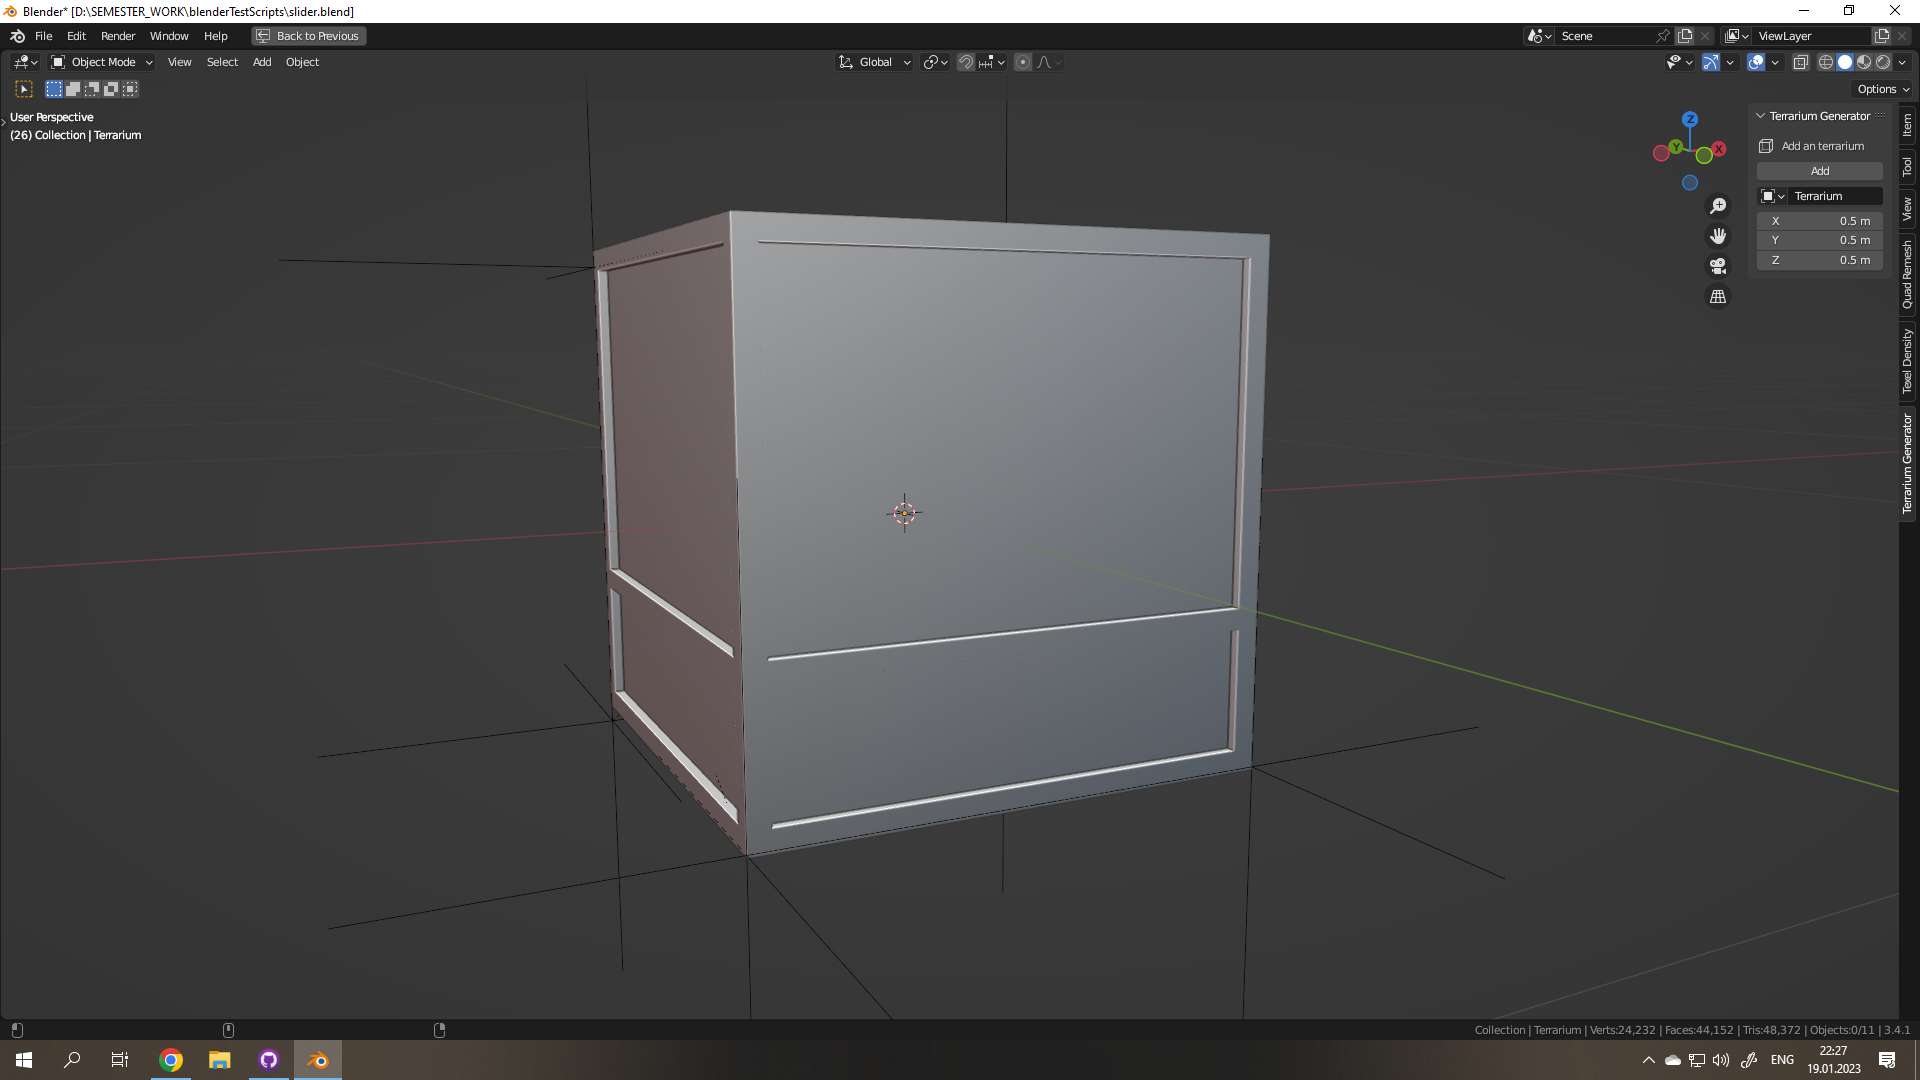 Blender* [D:\SEMESTER_WORK\blenderTestScripts\slider.blend]
File Edit Render Window Help Back to Previous
Scene
ViewLayer
Object Mode View Select Add Object
Global
Options
User Perspective
(26) Collection | Terrarium
Z
Y
X
Terrarium Generator
Add an terrarium
Add
Terrarium
X 0.5 m
Y 0.5 m
Z 0.5 m
Item
Tool
View
Quad Remesh
Texel Density
Terrarium Generator
Collection | Terrarium | Verts:24,232 | Faces:44,152 | Tris:48,372 | Objects:0/11 | 3.4.1
ENG
22:27
19.01.2023